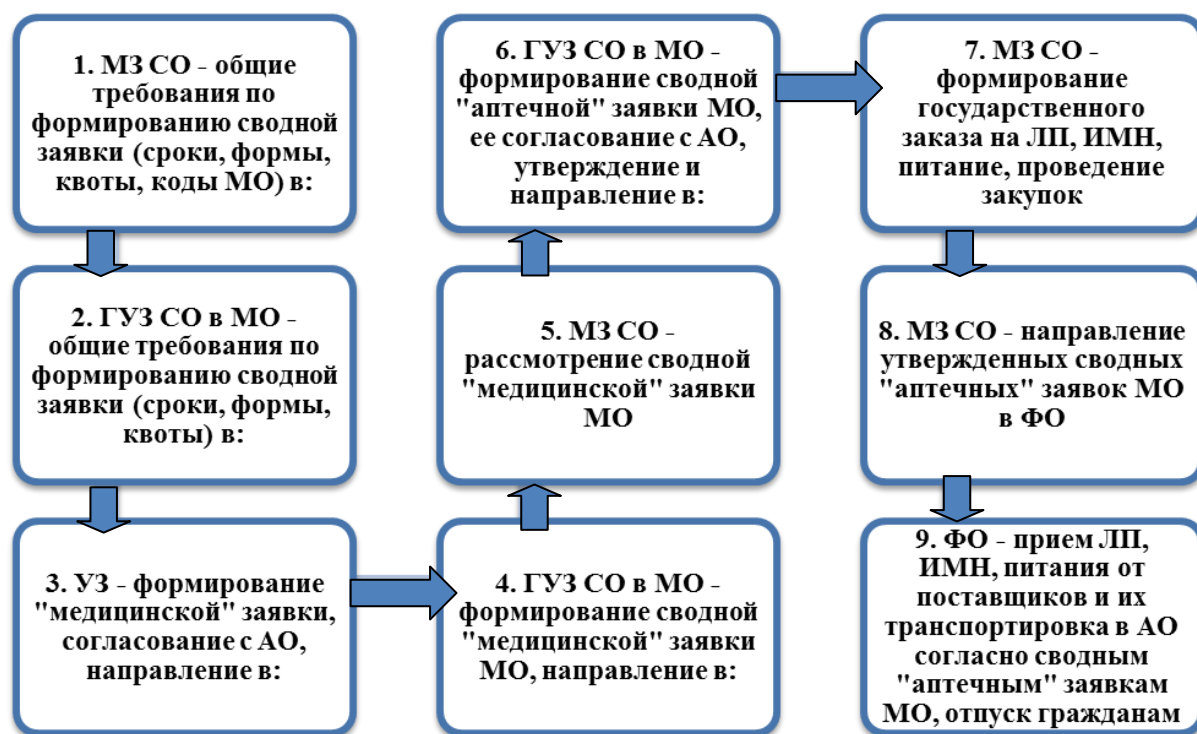 1. МЗ СО - общие
требования по
формированию сводной
заявки (сроки, формы,
квоты, коды МО) в:
2. ГУЗ СО в МО -
общие требования по
формированию сводной
заявки (сроки, формы,
квоты) в:
3. УЗ - формирование
"медицинской" заявки,
согласование с АО,
направление в:
4. ГУЗ СО в МО -
формирование сводной
"медицинской" заявки
МО, направление в:
5. МЗ СО -
рассмотрение сводной
"медицинской" заявки
МО
6. ГУЗ СО в МО -
формирование сводной
"аптечной" заявки МО,
ее согласование с АО,
утверждение и
направление в:
7. МЗ СО -
формирование
государственного
заказа на ЛП, ИМН,
питание, проведение
закупок
8. МЗ СО - направление
утвержденных сводных
"аптечных" заявок МО
в ФО
9. ФО - прием ЛП,
ИМН, питания от
поставщиков и их
транспортировка в АО
согласно сводным
"аптечным" заявкам
МО, отпуск гражданам